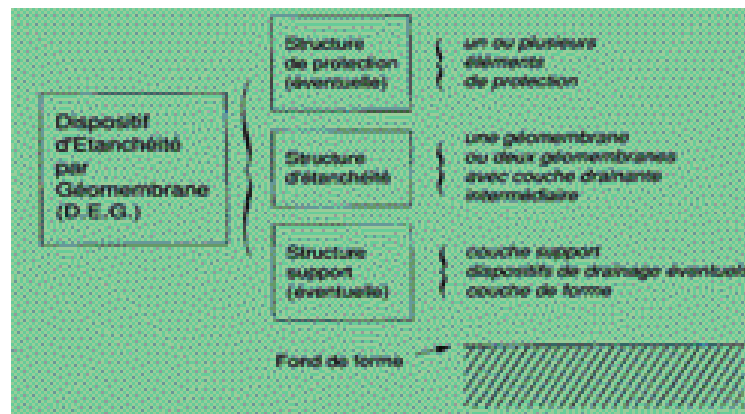 Dispositif
d'Etanchéité
par
Géomembrane
(D.E.G.)
Structure
de protection
(éventuelle)
un ou plusieurs
éléments
de protection
Structure
d'étanchéité
une géomembrane
ou deux géomembranes
avec couche drainante
intermédiaire
Structure
support
(éventuelle)
couche support
dispositifs de drainage éventuels
couche de forme
Fond de forme